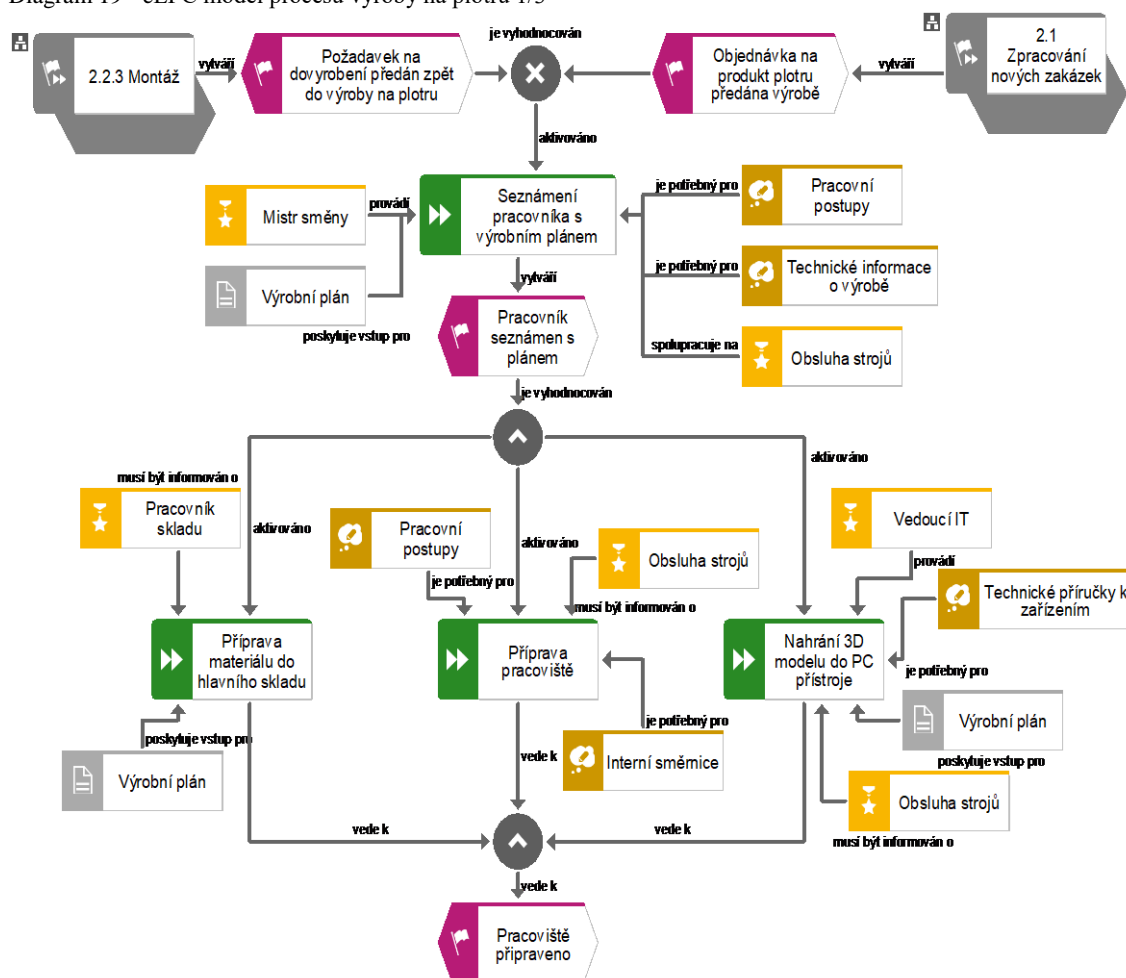 Diagram 19 - eEPC model procesu výroby na plotru 1/3
je vyhodnocován
2.2.3 Montáž
vytváří
Požadavek na
dovyrobení předán zpět
do výroby na plotru
Objednávka na
produkt plotru
předána výrobě
vytváří
2.1
Zpracování
nových zakázek
aktivováno
Mistr směny
provádí
Seznámení
pracovníka s
výrobním plánem
je potřebný pro
Pracovní
postupy
Výrobní plán
poskytuje vstup pro
vytváří
je potřebný pro
Technické informace
o výrobě
Pracovník
seznámen s
plánem
spolupracuje na
Obsluha strojů
je vyhodnocován
aktivováno
musí být informován o
Pracovník
skladu
aktivováno
Pracovní
postupy
je potřebný pro
aktivováno
Obsluha strojů
musí být informován o
Vedoucí IT
provádí
Technické příručky k
zařízením
je potřebný pro
Příprava
materiálu do
hlavního skladu
Příprava
pracoviště
Nahrání 3D
modelu do PC
přístroje
poskytuje vstup pro
Výrobní plán
je potřebný pro
Interní směrnice
vede k
Výrobní plán
poskytuje vstup pro
Obsluha strojů
musí být informován o
vede k
vede k
vede k
Pracoviště
připraveno